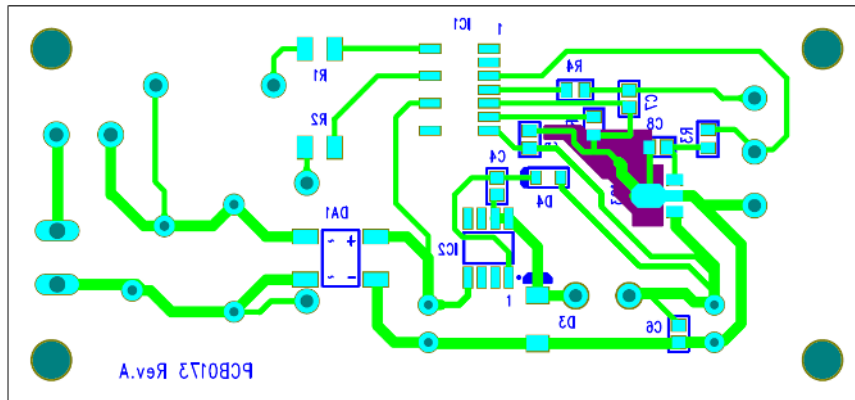 IC1
1
R1
R4
C7
R2
C8
R3
C4
D4
DA1
~ +
~ -
IC2
1
D3
C6
PCB0173 Rev.A